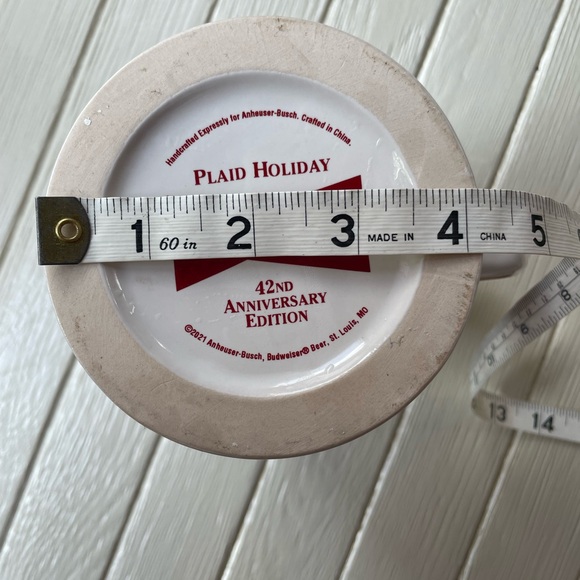 Handcrafted Expressly for Anheuser-Busch. Crafted in China.
PLAID HOLIDAY
1 60 in 2 3 MADE IN 4 CHINA 5
42ND
ANNIVERSARY
EDITION
©2021 Anheuser-Busch, Budweiser® Beer, St. Louis, MO
8
8
13 14